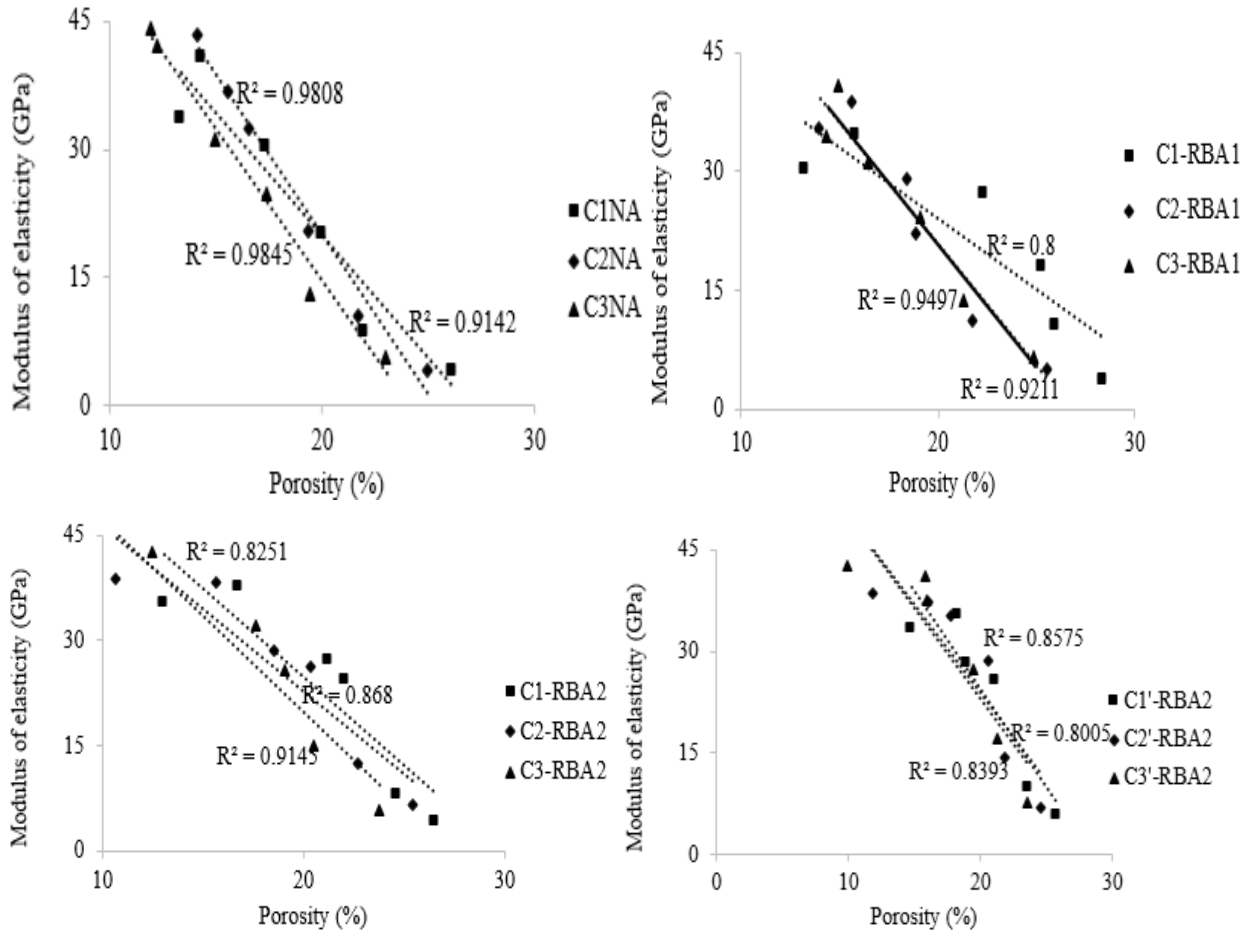 45
30
15
0
10
20
30
Modulus of elasticity (GPa)
Porosity (%)
R² = 0.9808
R² = 0.9845
R² = 0.9142
C1NA
C2NA
C3NA
45
30
15
0
10
20
30
Modulus of elasticity (GPa)
Porosity (%)
R² = 0.8
R² = 0.9497
R² = 0.9211
C1-RBA1
C2-RBA1
C3-RBA1
45
30
15
0
10
20
30
Modulus of elasticity (GPa)
Porosity (%)
R² = 0.8251
R² = 0.868
R² = 0.9145
C1-RBA2
C2-RBA2
C3-RBA2
45
30
15
0
0
10
20
30
Modulus of elasticity (GPa)
Porosity (%)
R² = 0.8575
R² = 0.8005
R² = 0.8393
C1'-RBA2
C2'-RBA2
C3'-RBA2